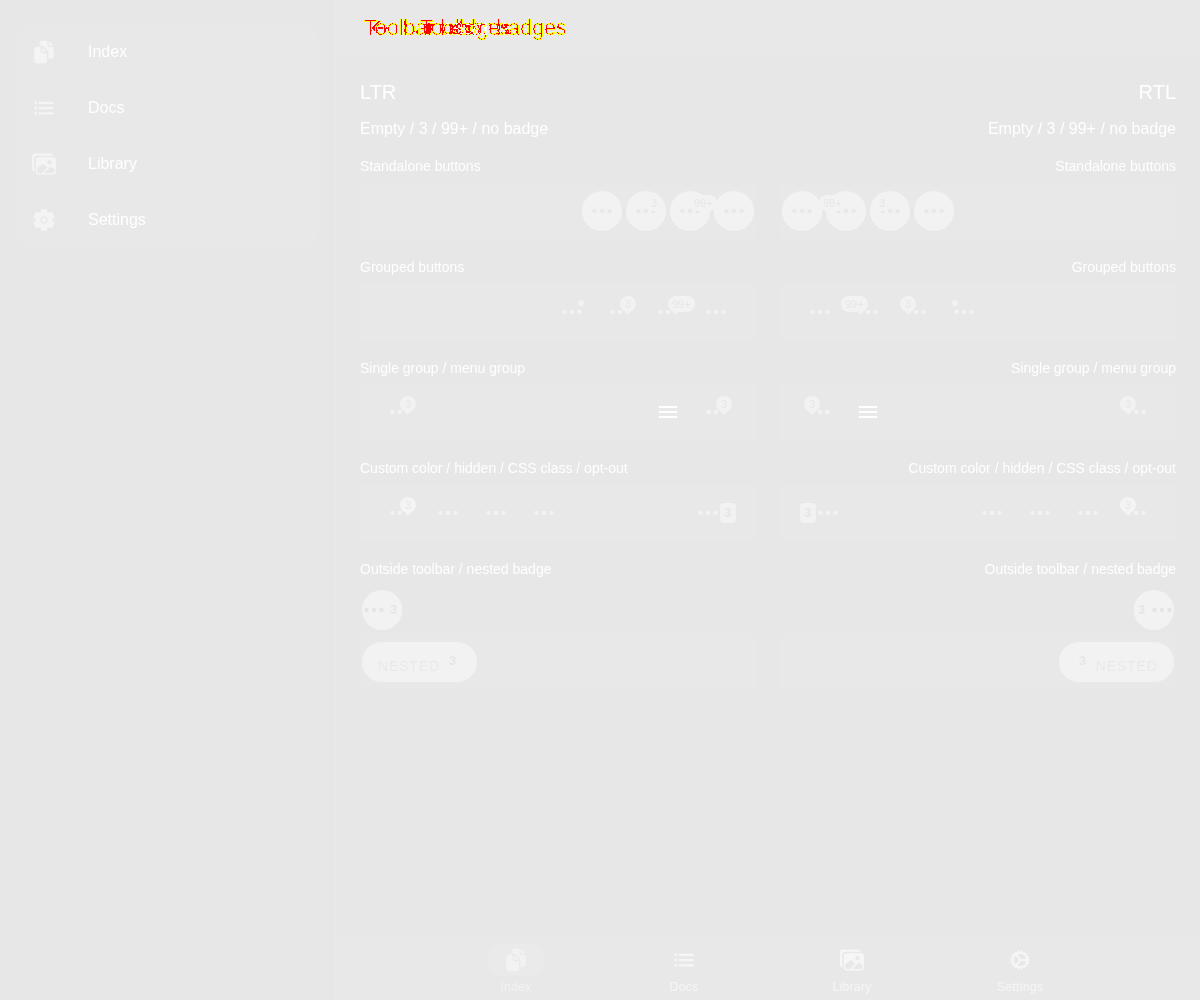 Index
Docs
Library
Settings
LTR
RTL
Empty / 3 / 99+ / no badge
Empty / 3 / 99+ / no badge
Standalone buttons
Standalone buttons
3
99+
99+
3
Grouped buttons
Grouped buttons
3
99+
99+
3
Single group / menu group
Single group / menu group
3
3
3
3
Custom color / hidden / CSS class / opt-out
Custom color / hidden / CSS class / opt-out
3
3
3
3
Outside toolbar / nested badge
Outside toolbar / nested badge
3
3
NESTED 3
3 NESTED
Index
Docs
Library
Settings